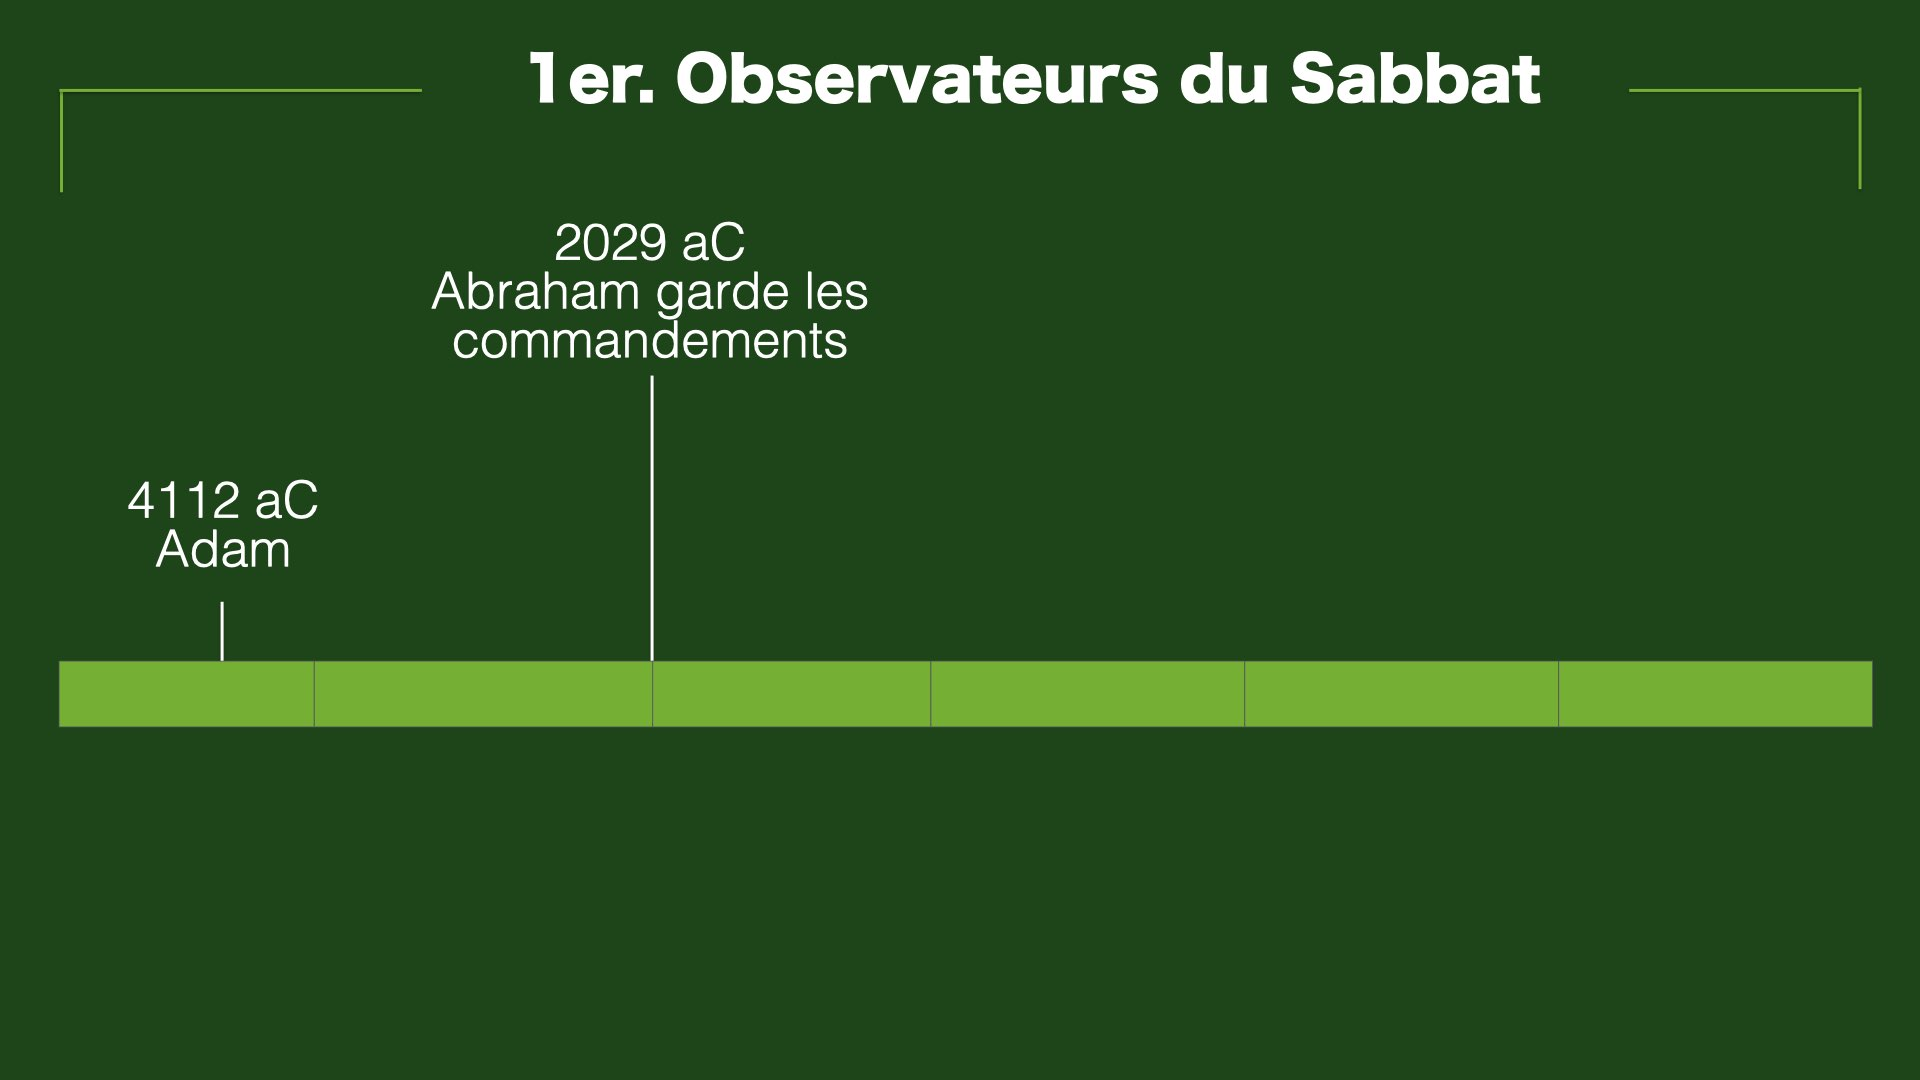 1er. Observateurs du Sabbat
2029 aC
Abraham garde les
commandements
4112 aC
Adam